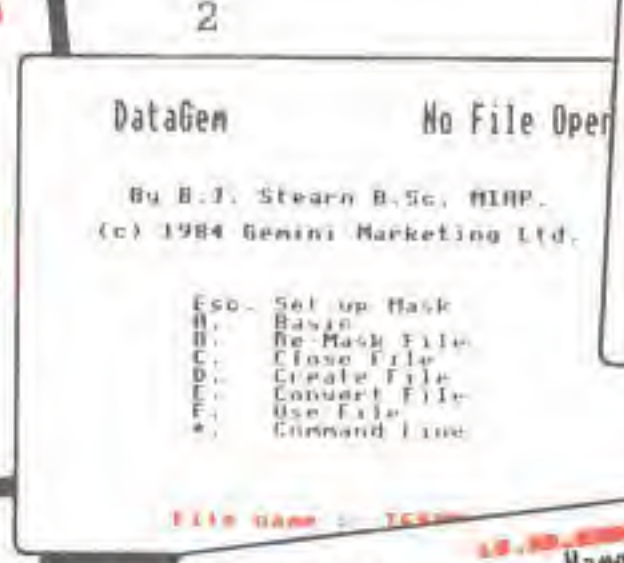 2
DataGem No File Open
By B.J. Stearn B.Sc. MIAP.
(c) 1984 Gemini Marketing Ltd.
Esc. Set up Mask
A. Basic
B. Re-Mask File
C. Close File
D. Create File
E. Convert File
F. Use File
*. Command Line
File name :